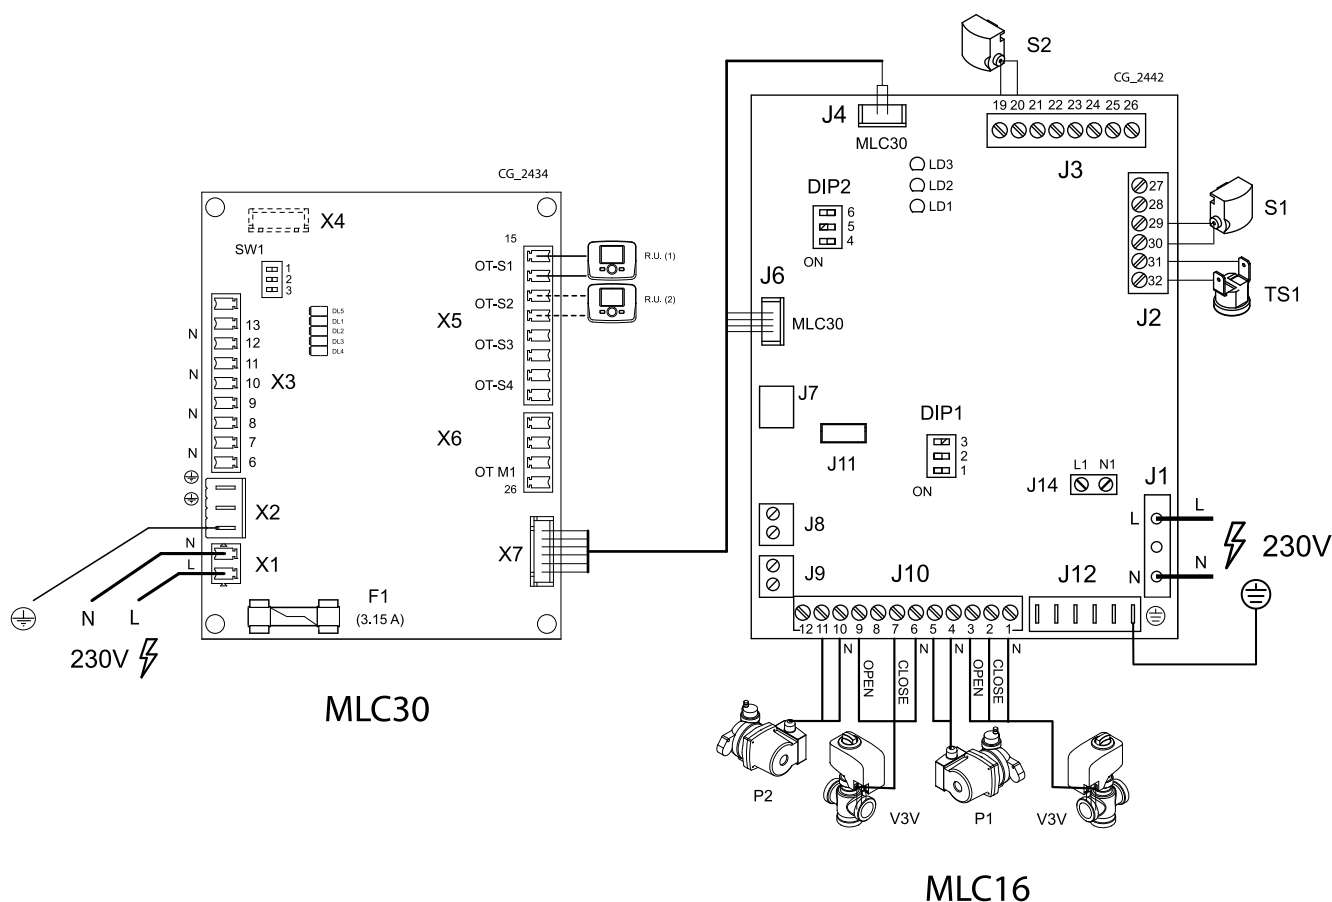 S2
CG_2442
19 20 21 22 23 24 25 26
J4
MLC30
J3
LD3
LD2
LD1
DIP2
6
5
4
ON
27
28
29
30
31
32
S1
TS1
J2
J6
MLC30
J7
J11
DIP1
3
2
1
ON
L1 N1
J14
J1
L L
N N
230V
J8
J9
J10
J12
12 11 10 9 8 7 6 5 4 3 2 1
N OPEN CLOSE N N OPEN CLOSE N
P2
V3V
P1
V3V
MLC16
CG_2434
X4
SW1
1
2
3
15
OT-S1
OT-S2
OT-S3
OT-S4
X5
R.U. (1)
R.U. (2)
DL5
DL1
DL2
DL3
DL4
13
N 12
11
N 10
X3
9
N 8
7
N 6
X6
OT M1
26
X2
X7
N
X1
L
F1
(3.15 A)
N L
230V
MLC30